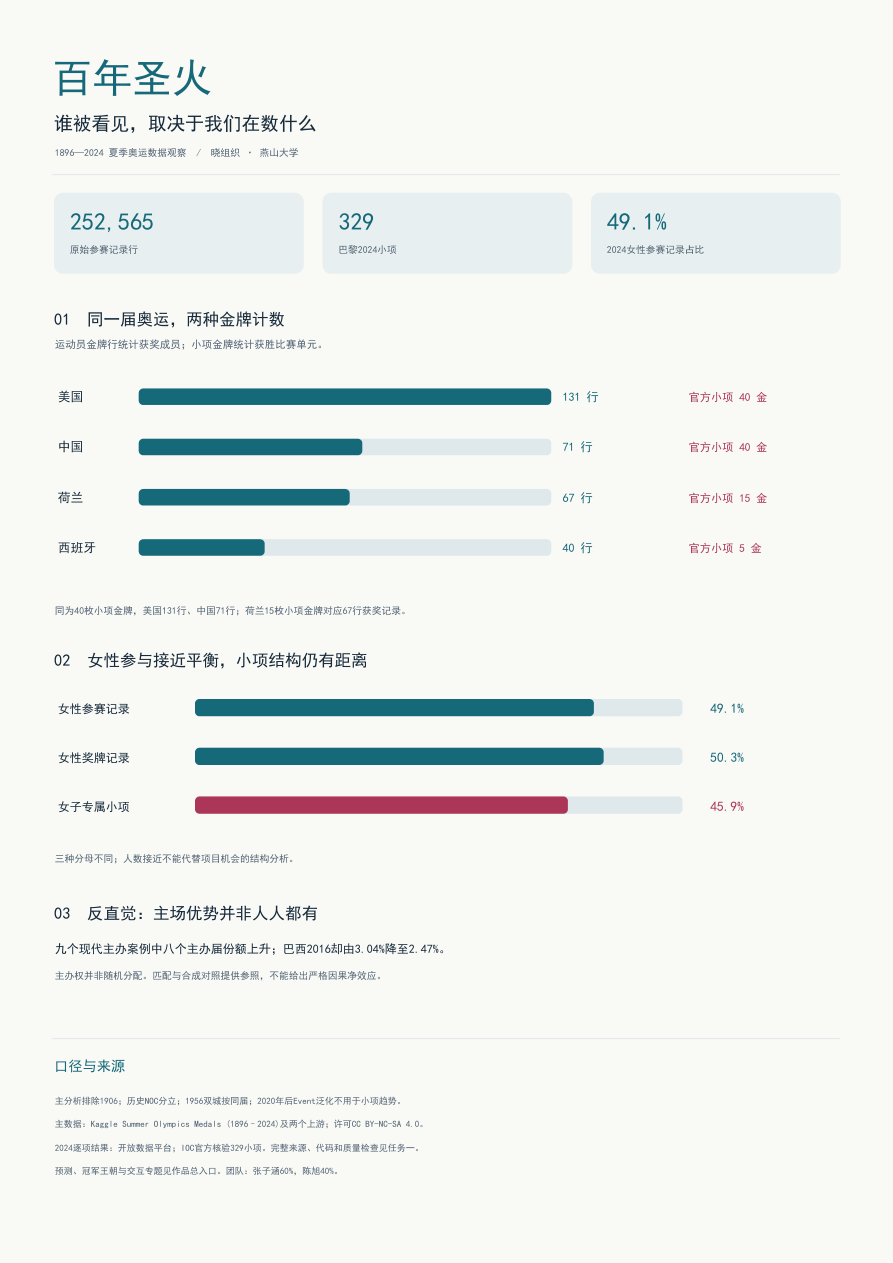 百年圣火
谁被看见，取决于我们在数什么
1896—2024 夏季奥运数据观察 / 晓组织 · 燕山大学
252,565
原始参赛记录行
329
巴黎2024小项
49.1%
2024女性参赛记录占比
01 同一届奥运，两种金牌计数
运动员金牌行统计获奖成员；小项金牌统计获胜比赛单元。
美国 131 行 官方小项 40 金
中国 71 行 官方小项 40 金
荷兰 67 行 官方小项 15 金
西班牙 40 行 官方小项 5 金
同为40枚小项金牌，美国131行、中国71行；荷兰15枚小项金牌对应67行获奖记录。
02 女性参与接近平衡，小项结构仍有距离
女性参赛记录 49.1%
女性奖牌记录 50.3%
女子专属小项 45.9%
三种分母不同；人数接近不能代替项目机会的结构分析。
03 反直觉：主场优势并非人人都有
九个现代主办案例中八个主办届份额上升；巴西2016却由3.04%降至2.47%。
主办权并非随机分配。匹配与合成对照提供参照，不能给出严格因果净效应。
口径与来源
主分析排除1906；历史NOC分立；1956双城按同届；2020年后Event泛化不用于小项趋势。
主数据：Kaggle Summer Olympics Medals (1896–2024)及两个上游；许可CC BY-NC-SA 4.0。
2024逐项结果：开放数据平台；IOC官方核验329小项。完整来源、代码和质量检查见任务一。
预测、冠军王朝与交互专题见作品总入口。团队：张子涵60%，陈旭40%。